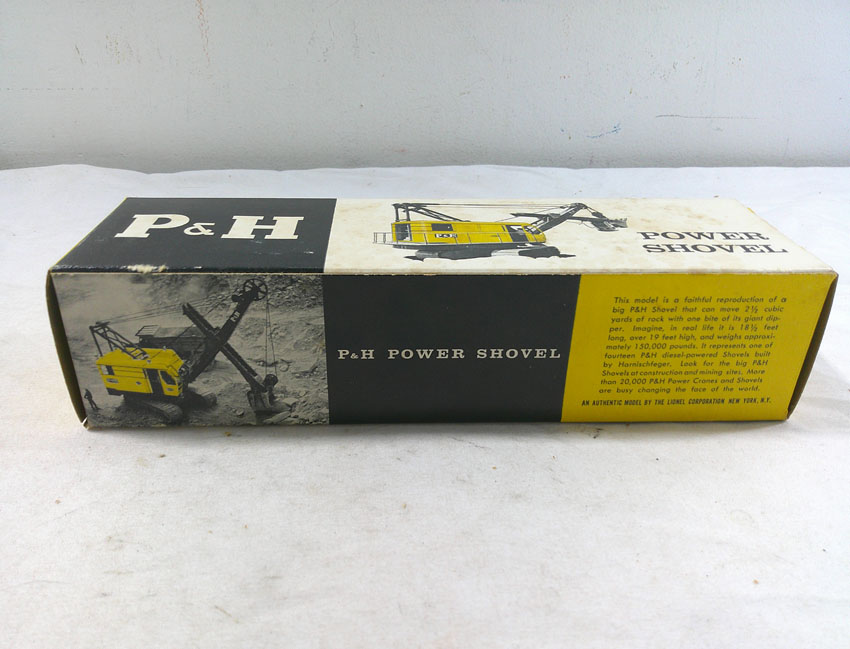 P&H
P&H
POWER
SHOVEL
P&H POWER SHOVEL
This model is a faithful reproduction of a
big P&H Shovel that can move 2½ cubic
yards of rock with one bite of its giant dip-
per. Imagine, in real life it is 18½ feet
long, over 19 feet high, and weighs approxi-
mately 150,000 pounds. It represents one of
fourteen P&H diesel-powered Shovels built
by Harnischfeger. Look for the big P&H
Shovels at construction and mining sites. More
than 20,000 P&H Power Cranes and Shovels
are busy changing the face of the world.
AN AUTHENTIC MODEL BY THE LIONEL CORPORATION NEW YORK, N.Y.